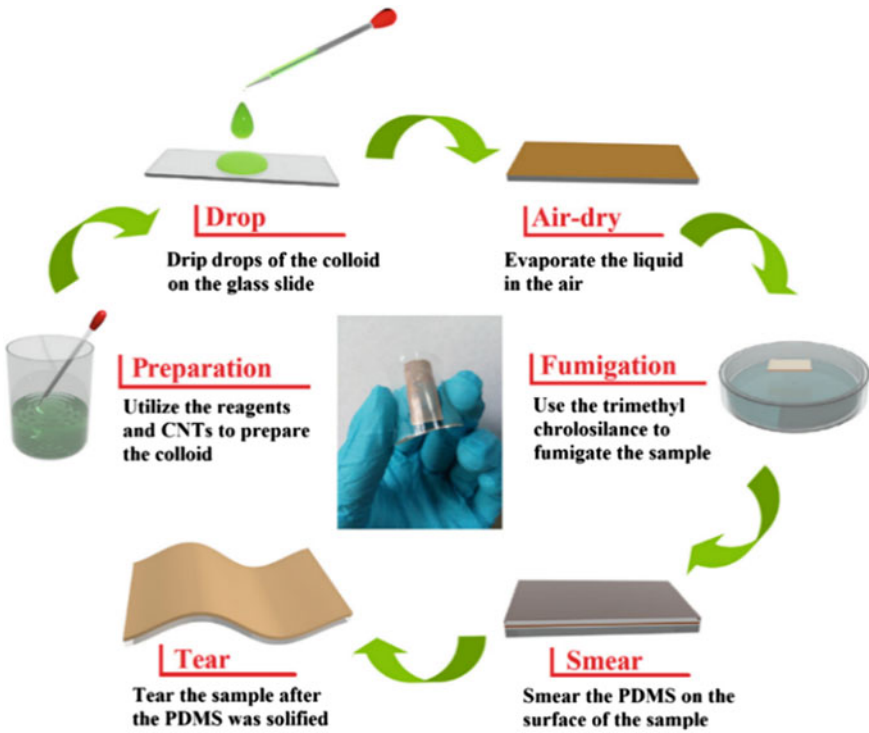 Drop
Drip drops of the colloid
on the glass slide
Air-dry
Evaporate the liquid
in the air
Preparation
Utilize the reagents
and CNTs to prepare
the colloid
Fumigation
Use the trimethyl
chrolosilance to
fumigate the sample
Tear
Tear the sample after
the PDMS was solified
Smear
Smear the PDMS on the
surface of the sample